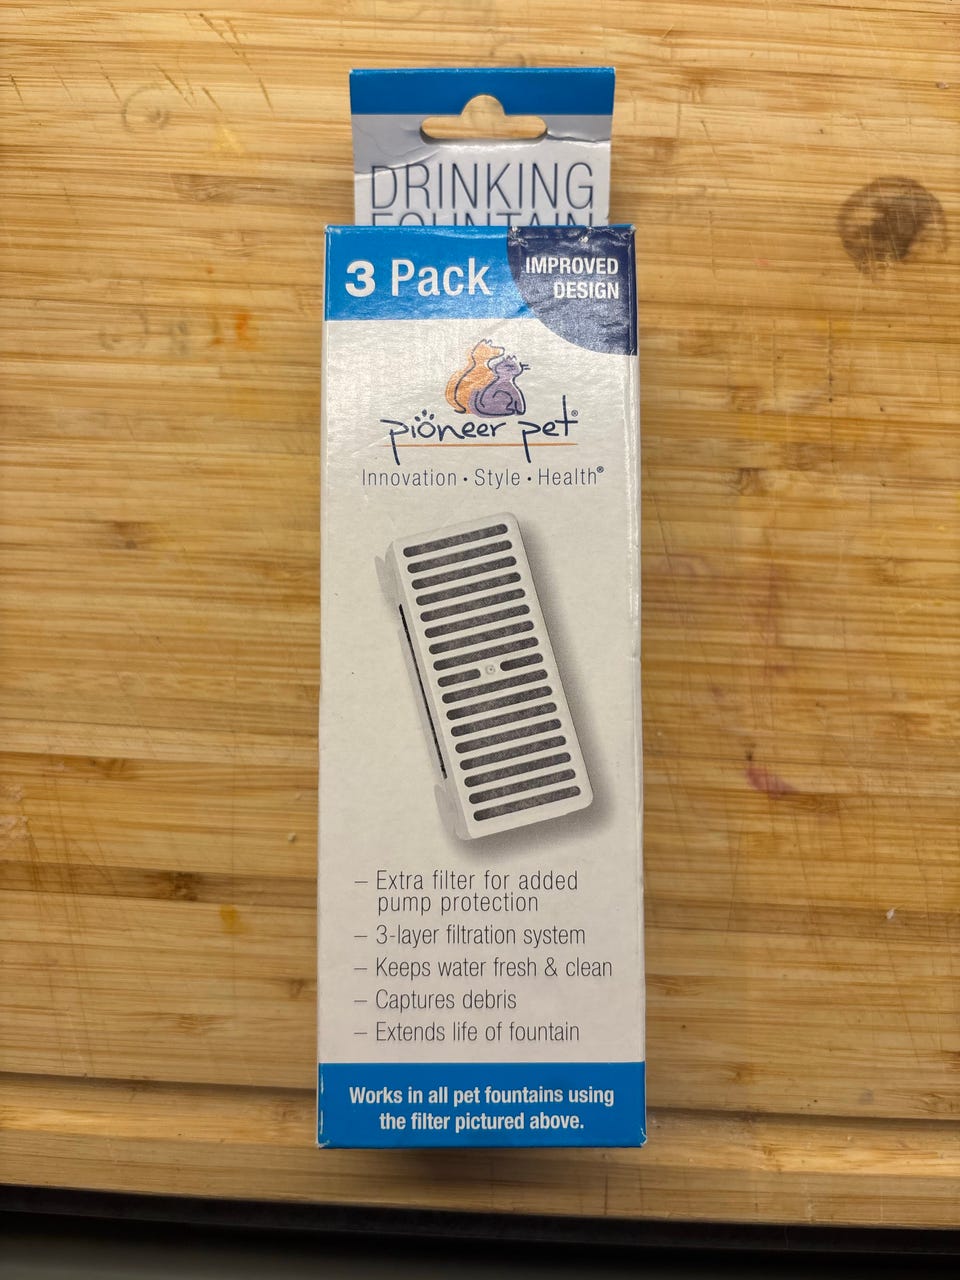 DRINKING
FOUNTAIN
3 Pack
IMPROVED
DESIGN
pioneer pet®
Innovation • Style • Health®
– Extra filter for added
pump protection
– 3-layer filtration system
– Keeps water fresh & clean
– Captures debris
– Extends life of fountain
Works in all pet fountains using
the filter pictured above.